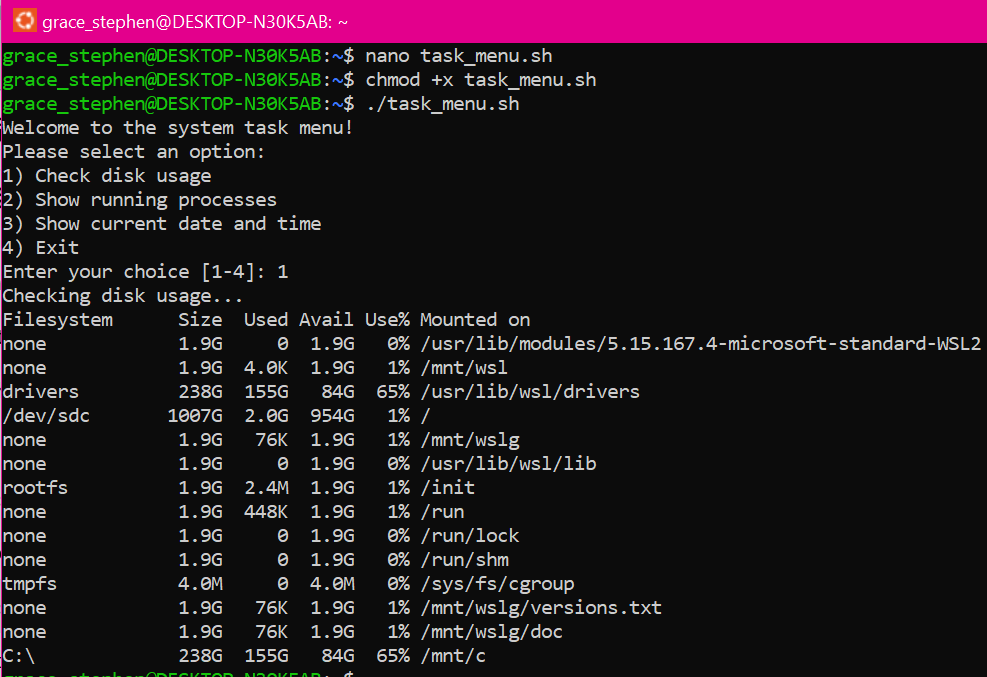 grace_stephen@DESKTOP-N30K5AB: ~
grace_stephen@DESKTOP-N30K5AB:~$ nano task_menu.sh
grace_stephen@DESKTOP-N30K5AB:~$ chmod +x task_menu.sh
grace_stephen@DESKTOP-N30K5AB:~$ ./task_menu.sh
Welcome to the system task menu!
Please select an option:
1) Check disk usage
2) Show running processes
3) Show current date and time
4) Exit
Enter your choice [1-4]: 1
Checking disk usage...
Filesystem      Size  Used Avail Use% Mounted on
none            1.9G     0  1.9G   0% /usr/lib/modules/5.15.167.4-microsoft-standard-WSL2
none            1.9G  4.0K  1.9G   1% /mnt/wsl
drivers         238G  155G   84G  65% /usr/lib/wsl/drivers
/dev/sdc       1007G  2.0G  954G   1% /
none            1.9G   76K  1.9G   1% /mnt/wslg
none            1.9G     0  1.9G   0% /usr/lib/wsl/lib
rootfs          1.9G  2.4M  1.9G   1% /init
none            1.9G  448K  1.9G   1% /run
none            1.9G     0  1.9G   0% /run/lock
none            1.9G     0  1.9G   0% /run/shm
tmpfs           4.0M     0  4.0M   0% /sys/fs/cgroup
none            1.9G   76K  1.9G   1% /mnt/wslg/versions.txt
none            1.9G   76K  1.9G   1% /mnt/wslg/doc
C:\             238G  155G   84G  65% /mnt/c